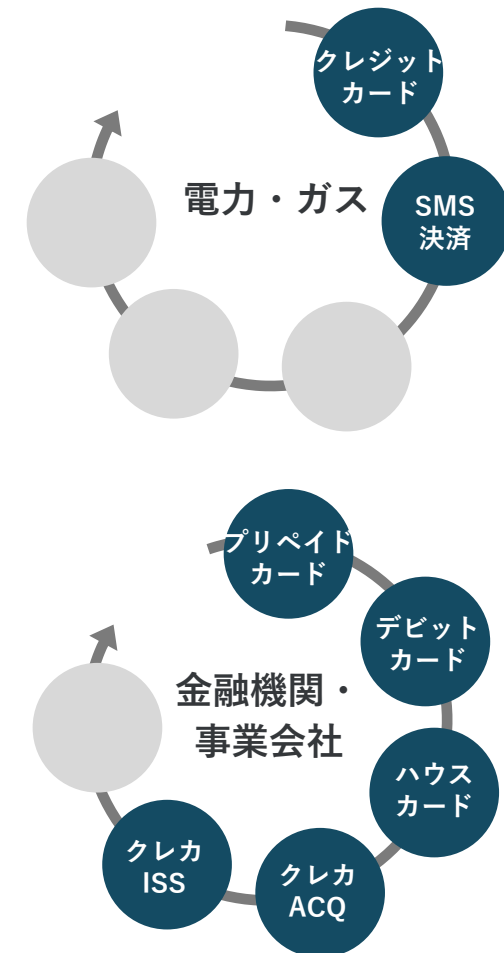 クレジット
カード
電力・ガス
SMS
決済
プリペイド
カード
デビット
カード
金融機関・
事業会社
ハウス
カード
クレカ
ACQ
クレカ
ISS